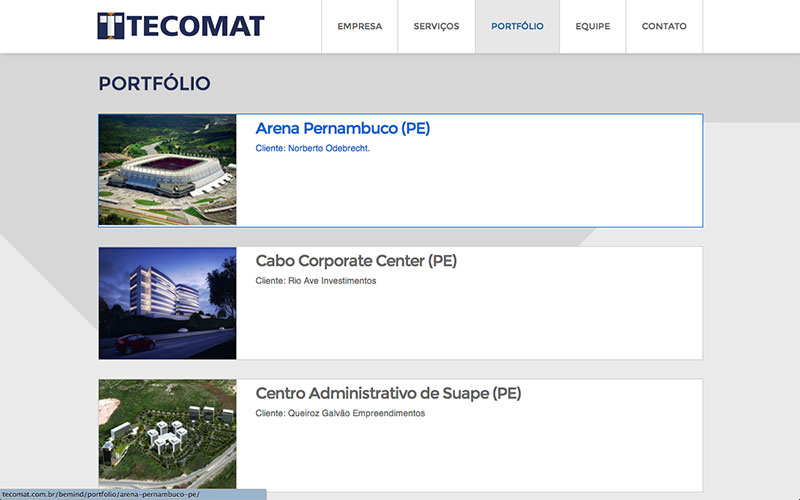 TECOMAT
EMPRESA
SERVIÇOS
PORTFÓLIO
EQUIPE
CONTATO
PORTFÓLIO
Arena Pernambuco (PE)
Cliente: Norberto Odebrecht.
Cabo Corporate Center (PE)
Cliente: Rio Ave Investimentos
Centro Administrativo de Suape (PE)
Cliente: Queiroz Galvão Empreendimentos
tecomat.com.br/bemind/portfolio/arena-pernambuco-pe/